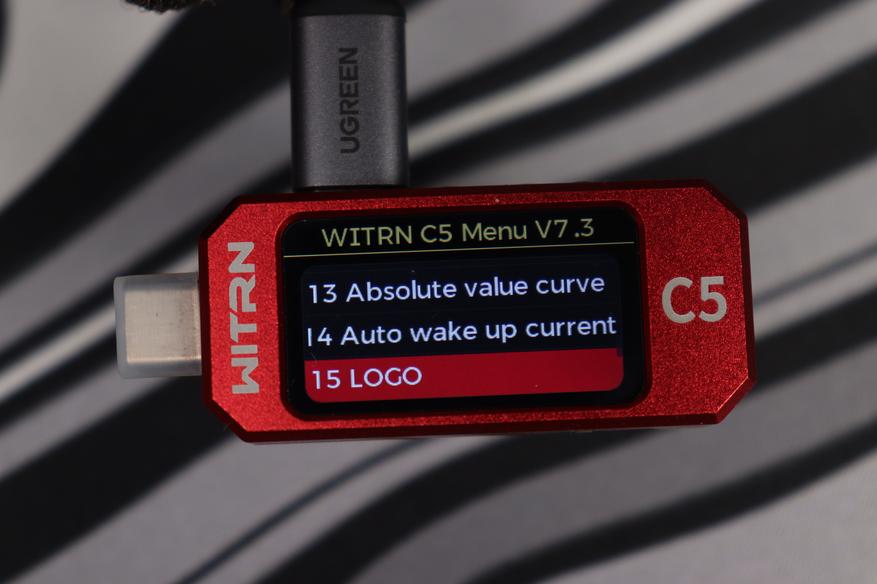 UGREEN
WITRN
WITRN C5 Menu V7.3
13 Absolute value curve
14 Auto wake up current
15 LOGO
C5